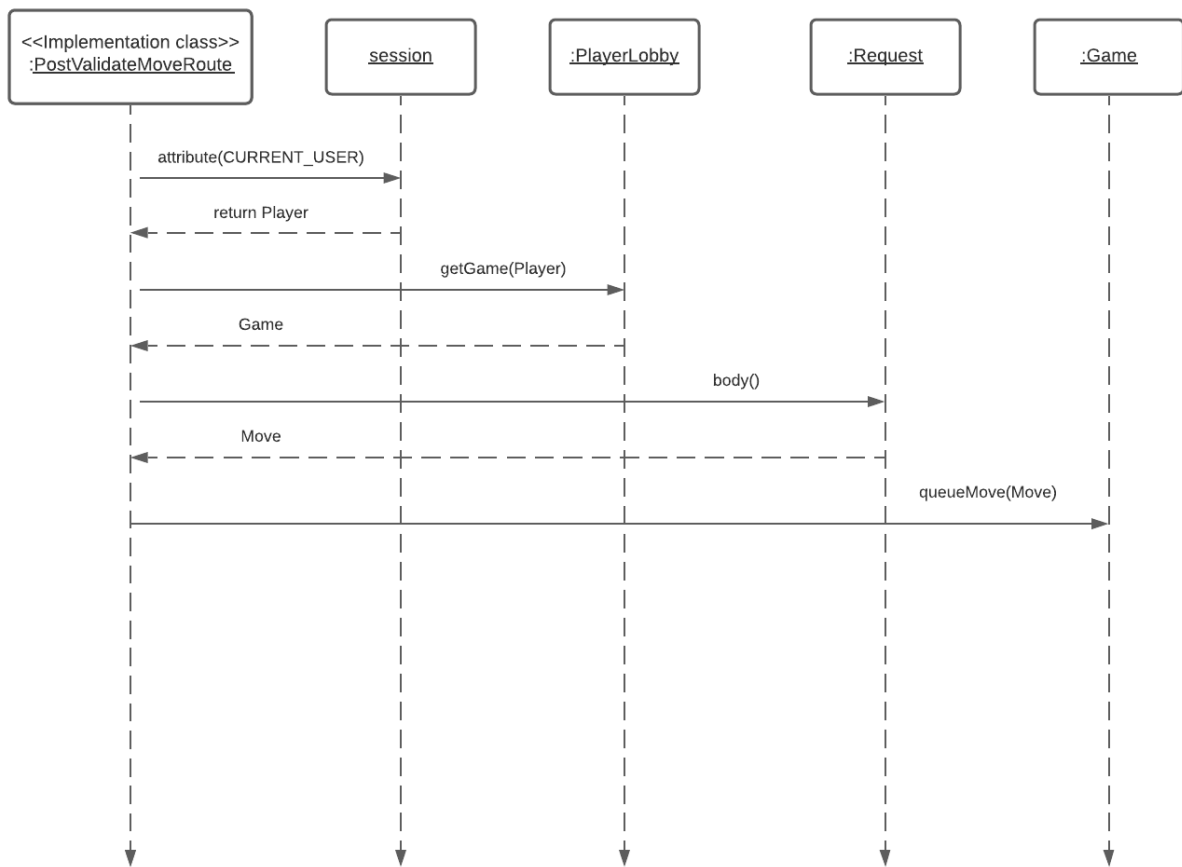 <<Implementation class>>
:PostValidateMoveRoute
session
:PlayerLobby
:Request
:Game
attribute(CURRENT_USER)
return Player
getGame(Player)
Game
body()
Move
queueMove(Move)